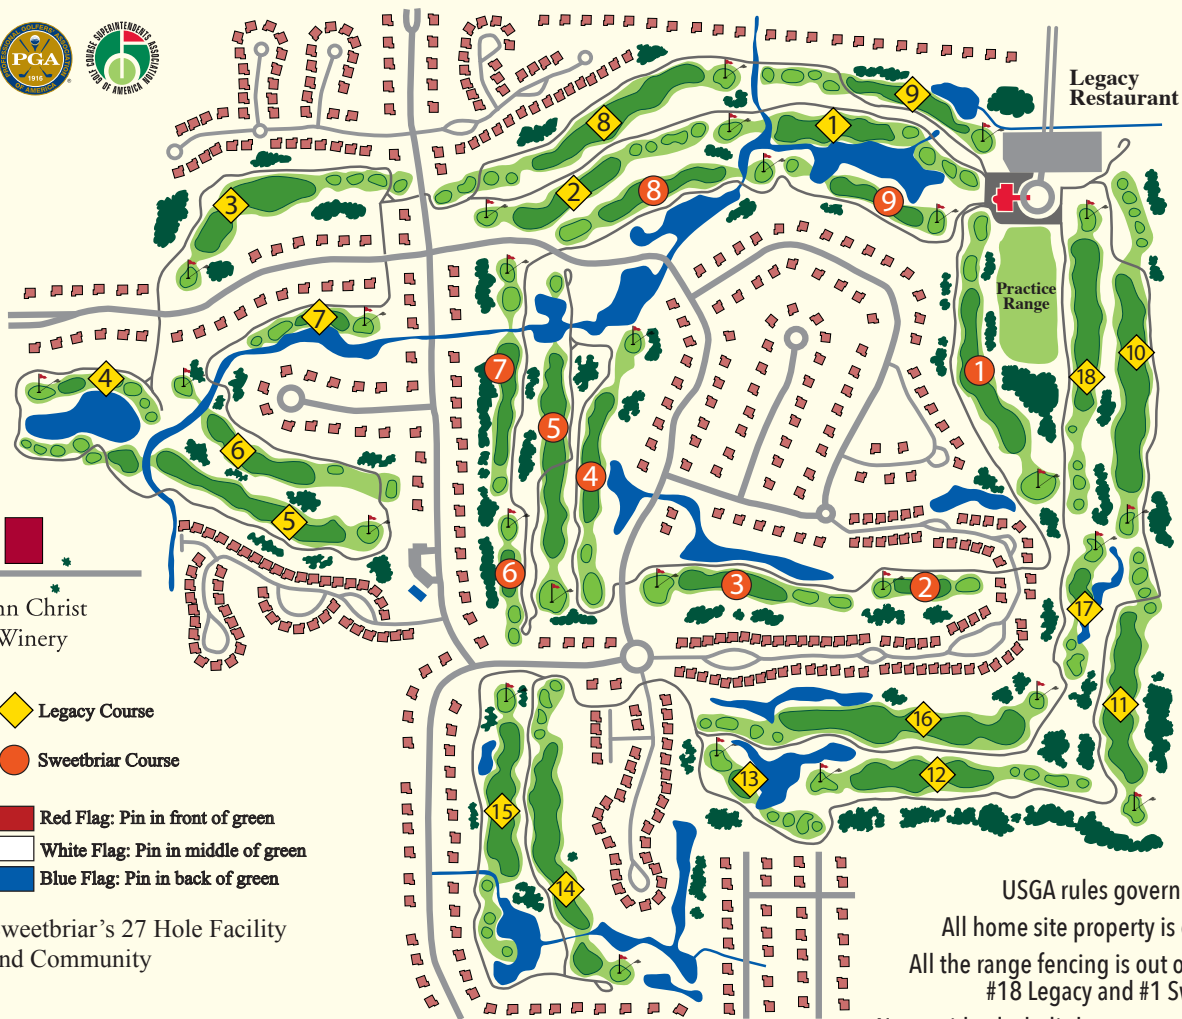 PROFESSIONAL GOLFERS' ASSOCIATION
PGA
1916
OF AMERICA
GOLF COURSE SUPERINTENDENTS ASSOCIATION
OF AMERICA
Legacy
Restaurant
9
8
1
2
8
9
3
Practice
Range
7
4
7
1
18
10
5
6
4
5
6
3
2
17
nn Christ
Winery
11
16
12
13
15
14
Legacy Course
Sweetbriar Course
Red Flag: Pin in front of green
White Flag: Pin in middle of green
Blue Flag: Pin in back of green
weetbriar's 27 Hole Facility
nd Community
USGA rules govern
All home site property is
All the range fencing is out o
#18 Legacy and #1 Sw